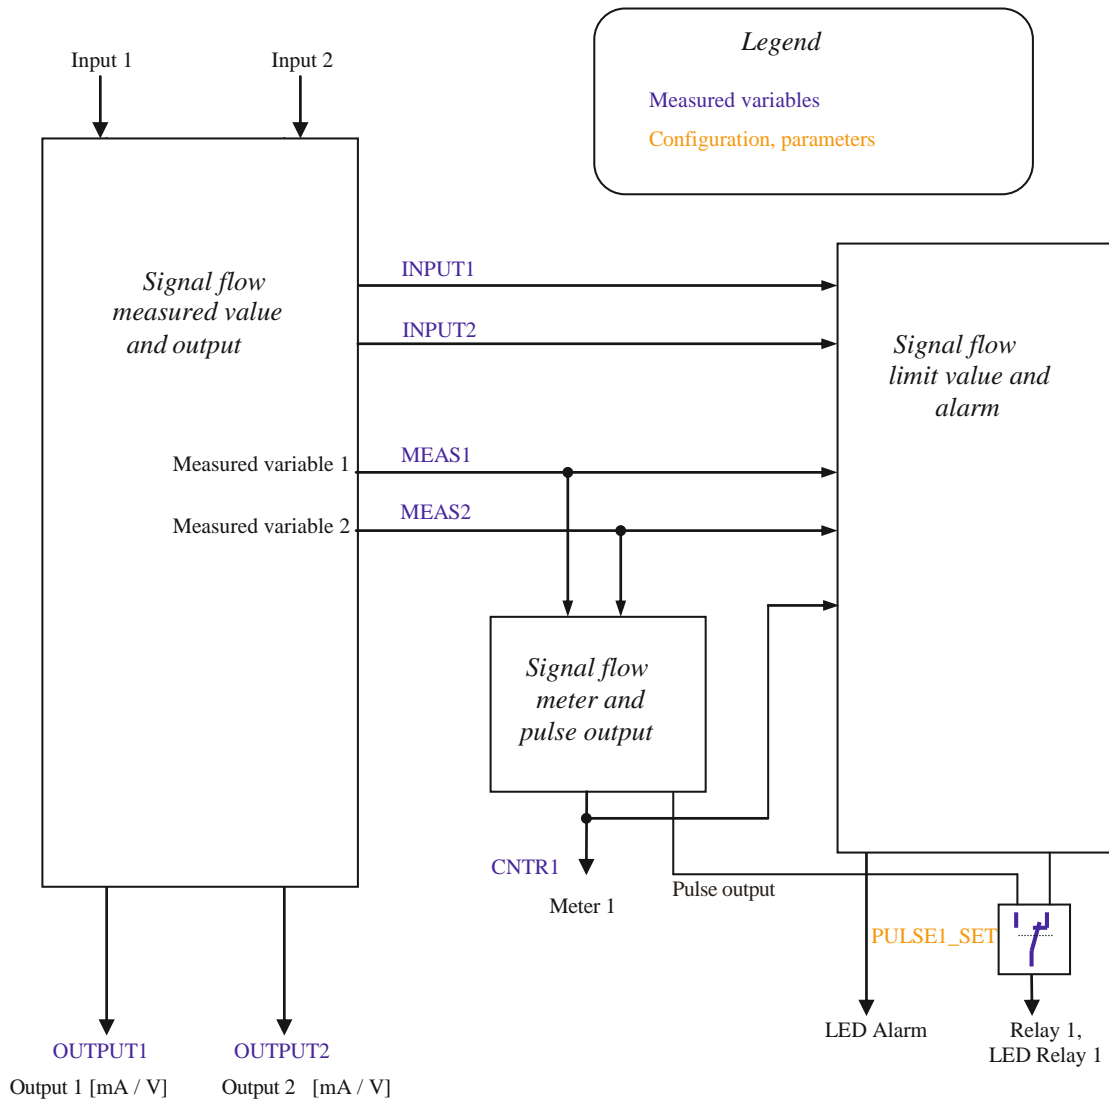 Legend
Measured variables
Configuration, parameters
Input 1
Input 2
Signal flow
measured value
and output
INPUT1
INPUT2
Signal flow
limit value and
alarm
Measured variable 1
MEAS1
Measured variable 2
MEAS2
Signal flow
meter and
pulse output
CNTR1
Meter 1
Pulse output
PULSE1_SET
LED Alarm
Relay 1,
LED Relay 1
OUTPUT1
OUTPUT2
Output 1 [mA / V]
Output 2 [mA / V]